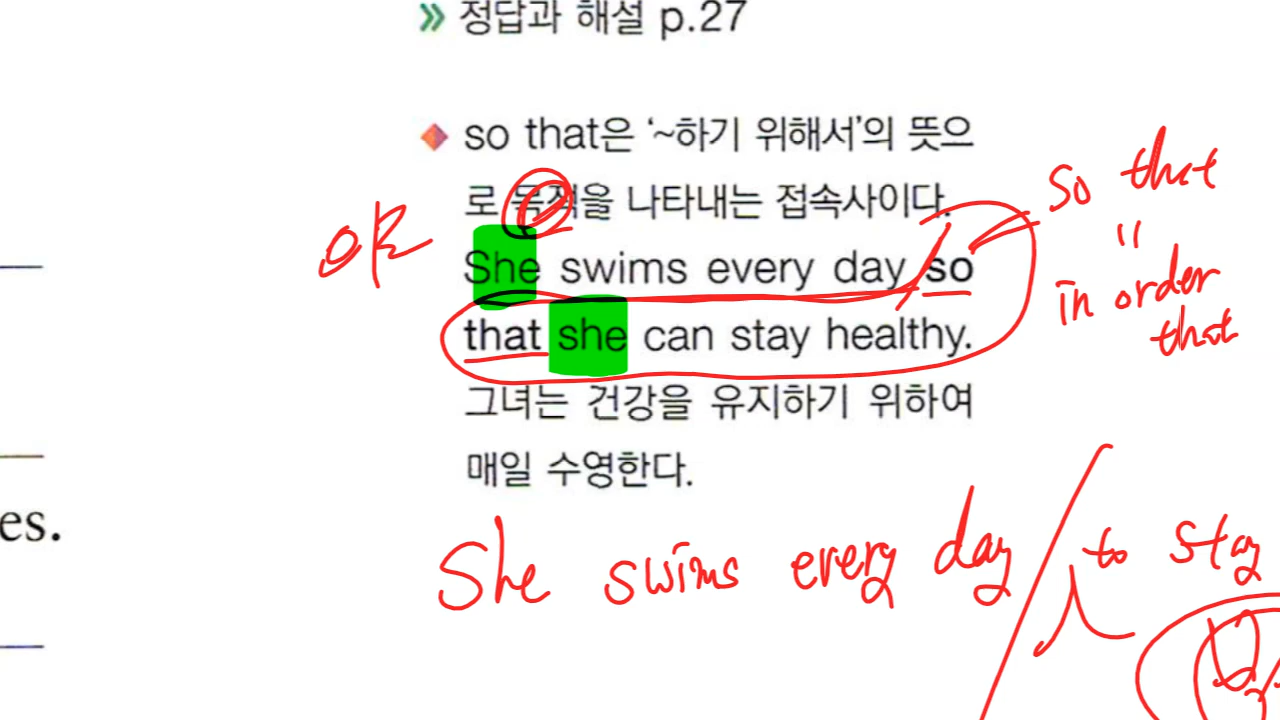 » 정답과 해설 p.27
so that은 '~하기 위해서'의 뜻으
로 목적을 나타내는 접속사이다.
OK
She swims every day so
that she can stay healthy.
so that
"
in order
that
그녀는 건강을 유지하기 위하여
매일 수영한다.
es.
She swims every day / to stay